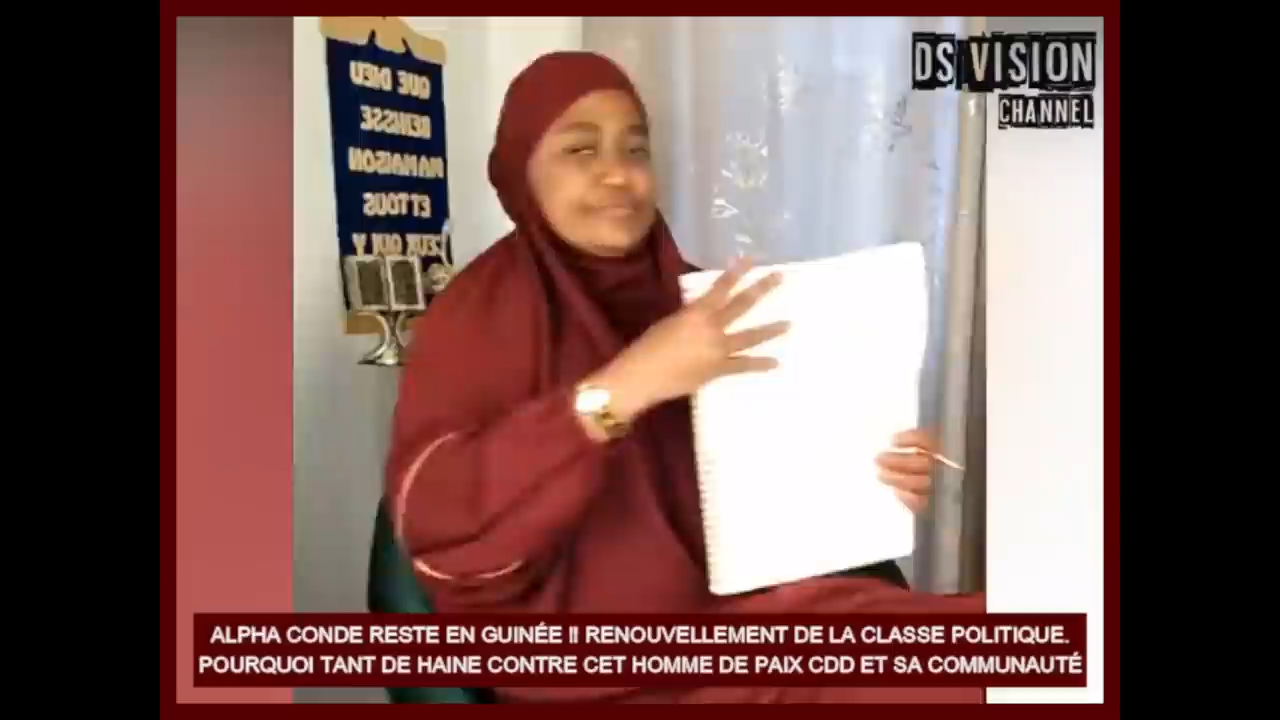 DS VISION
CHANNEL
QUE DIEU
BENISSE
MA MAISON
ET TOUS
CEUX QUI Y
ALPHA CONDE RESTE EN GUINÉE !! RENOUVELLEMENT DE LA CLASSE POLITIQUE.
POURQUOI TANT DE HAINE CONTRE CET HOMME DE PAIX CDD ET SA COMMUNAUTÉ